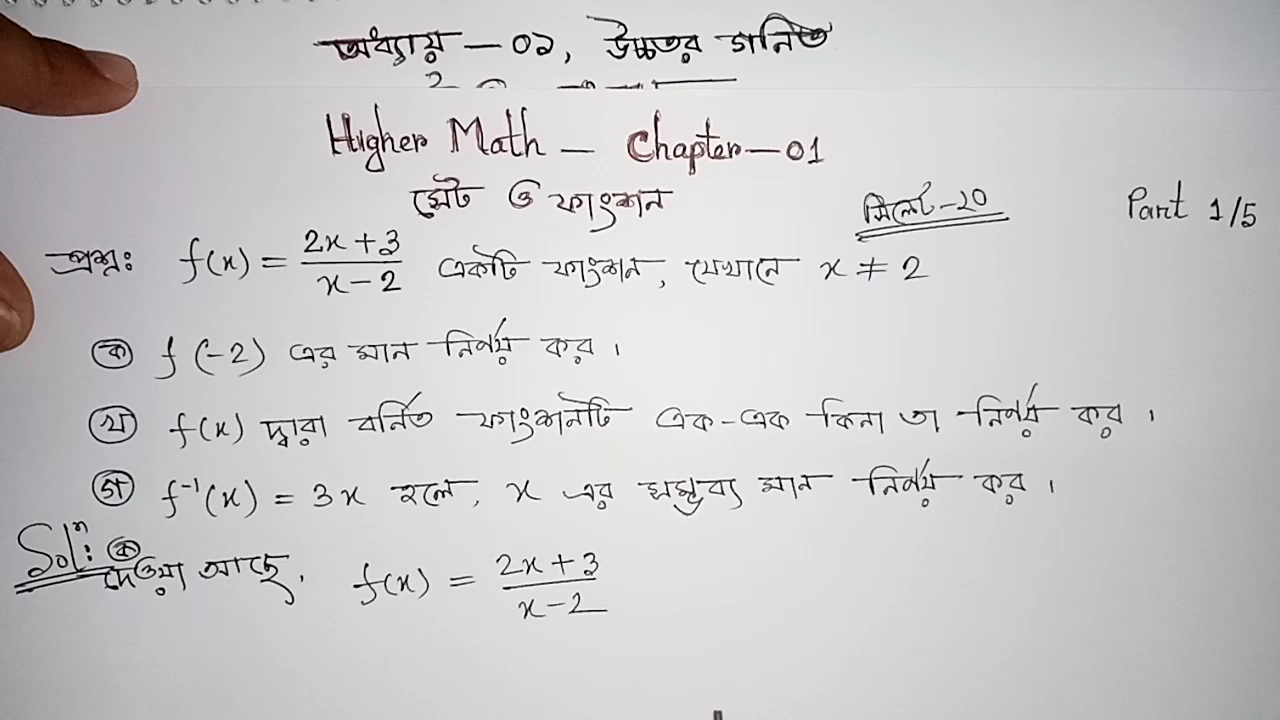 অধ্যায় – ০১, উচ্চতর গনিত
Higher Math – Chapter – 01
সেট ও ফাংশন
সিলেট-২০
Part 1/5
প্রশ্নঃ f(x) = (2x+3)/(x-2) একটি ফাংশন, যেখানে x ≠ 2
ক f(-2) এর মান নির্ণয় কর।
খ f(x) দ্বারা বর্নিত ফাংশনটি এক-এক কিনা তা নির্ণয় কর।
গ f⁻¹(x) = 3x হলে, x এর সম্ভব্য মান নির্ণয় কর।
Solⁿ: ক
দেওয়া আছে, f(x) = (2x+3)/(x-2)